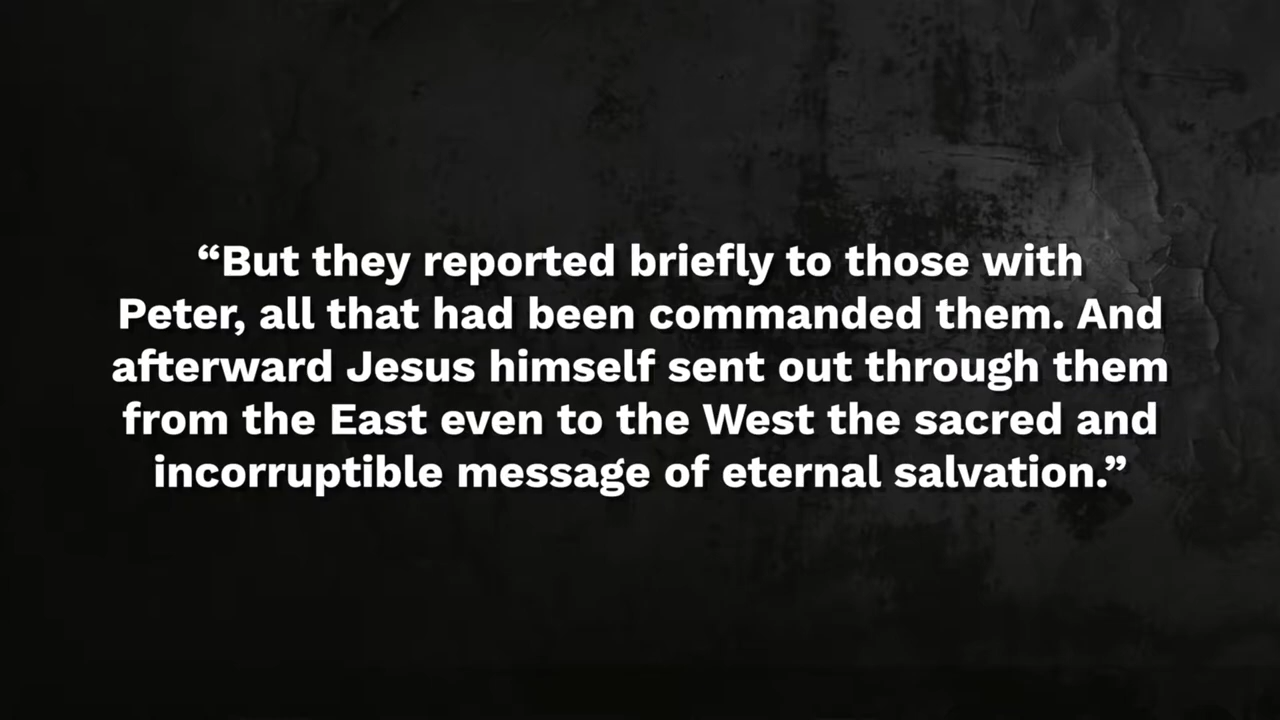 “But they reported briefly to those with
Peter, all that had been commanded them. And
afterward Jesus himself sent out through them
from the East even to the West the sacred and
incorruptible message of eternal salvation.”